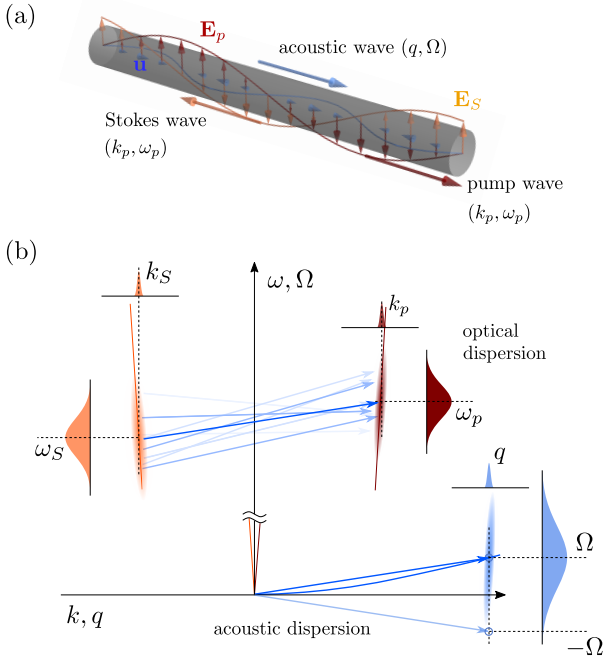 (a)
E_p
acoustic wave (q, Ω)
u
E_S
Stokes wave
(k_p, ω_p)
pump wave
(k_p, ω_p)
(b)
k_S
ω, Ω
k_p
optical
dispersion
ω_p
ω_S
q
Ω
k, q
acoustic dispersion
−Ω